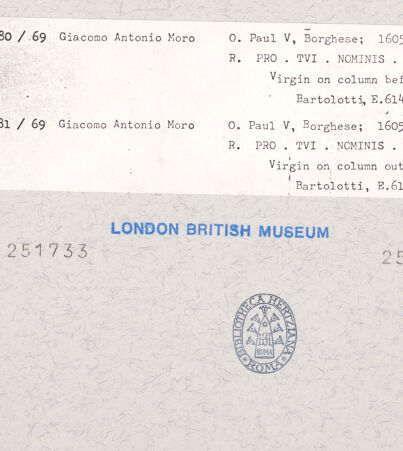 80 / 69 Giacomo Antonio Moro O. Paul V, Borghese; 1605
R. PRO . TVI . NOMINIS .
Virgin on column bef
Bartolotti, E.614
81 / 69 Giacomo Antonio Moro O. Paul V, Borghese; 1605
R. PRO . TVI . NOMINIS .
Virgin on column out
Bartolotti, E.61
LONDON BRITISH MUSEUM
251733 25
BIBLIOTHECA HERTZIANA
ROMA
ROMA